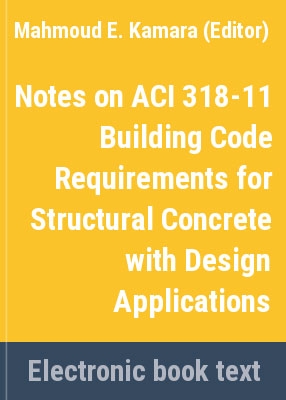 Mahmoud E. Kamara (Editor)
Notes on ACI 318-11
Building Code
Requirements for
Structural Concrete
with Design
Applications
Electronic book text